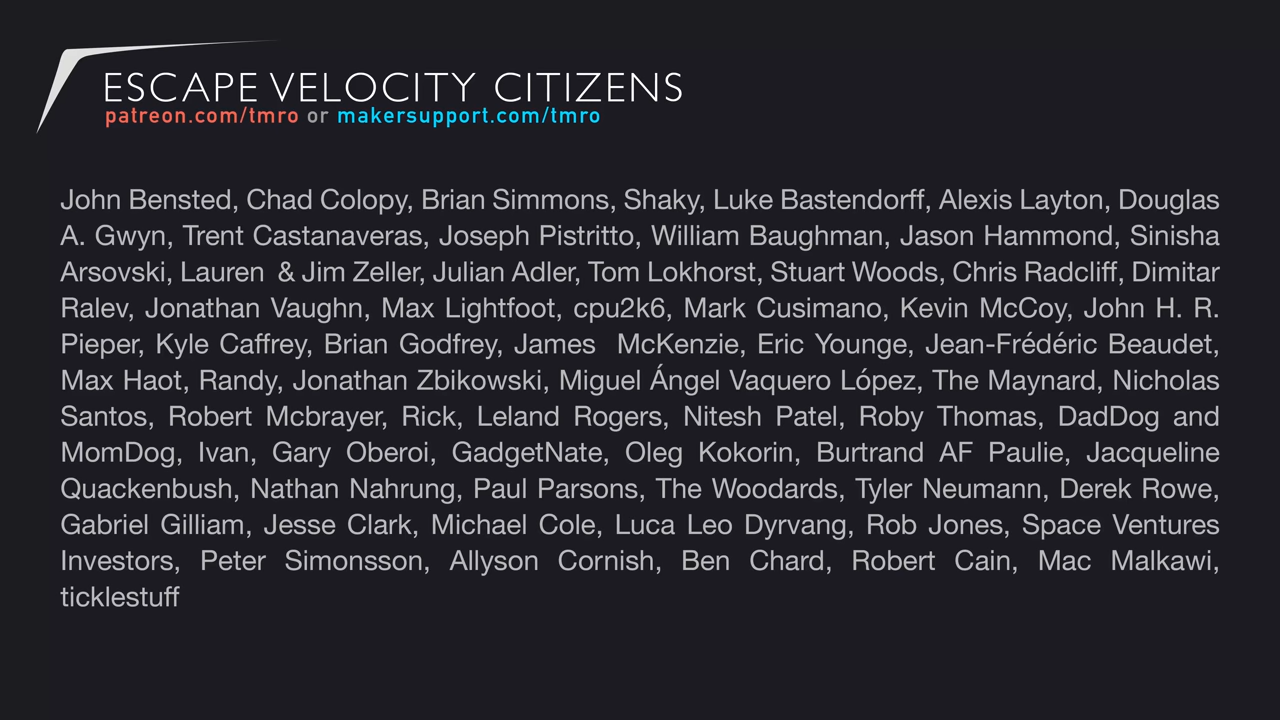 ESCAPE VELOCITY CITIZENS
patreon.com/tmro or makersupport.com/tmro
John Bensted, Chad Colopy, Brian Simmons, Shaky, Luke Bastendorff, Alexis Layton, Douglas
A. Gwyn, Trent Castanaveras, Joseph Pistritto, William Baughman, Jason Hammond, Sinisha
Arsovski, Lauren  & Jim Zeller, Julian Adler, Tom Lokhorst, Stuart Woods, Chris Radcliff, Dimitar
Ralev, Jonathan Vaughn, Max Lightfoot, cpu2k6, Mark Cusimano, Kevin McCoy, John H. R.
Pieper, Kyle Caffrey, Brian Godfrey, James  McKenzie, Eric Younge, Jean-Frédéric Beaudet,
Max Haot, Randy, Jonathan Zbikowski, Miguel Ángel Vaquero López, The Maynard, Nicholas
Santos, Robert Mcbrayer, Rick, Leland Rogers, Nitesh Patel, Roby Thomas, DadDog and
MomDog, Ivan, Gary Oberoi, GadgetNate, Oleg Kokorin, Burtrand AF Paulie, Jacqueline
Quackenbush, Nathan Nahrung, Paul Parsons, The Woodards, Tyler Neumann, Derek Rowe,
Gabriel Gilliam, Jesse Clark, Michael Cole, Luca Leo Dyrvang, Rob Jones, Space Ventures
Investors, Peter Simonsson, Allyson Cornish, Ben Chard, Robert Cain, Mac Malkawi,
ticklestuff